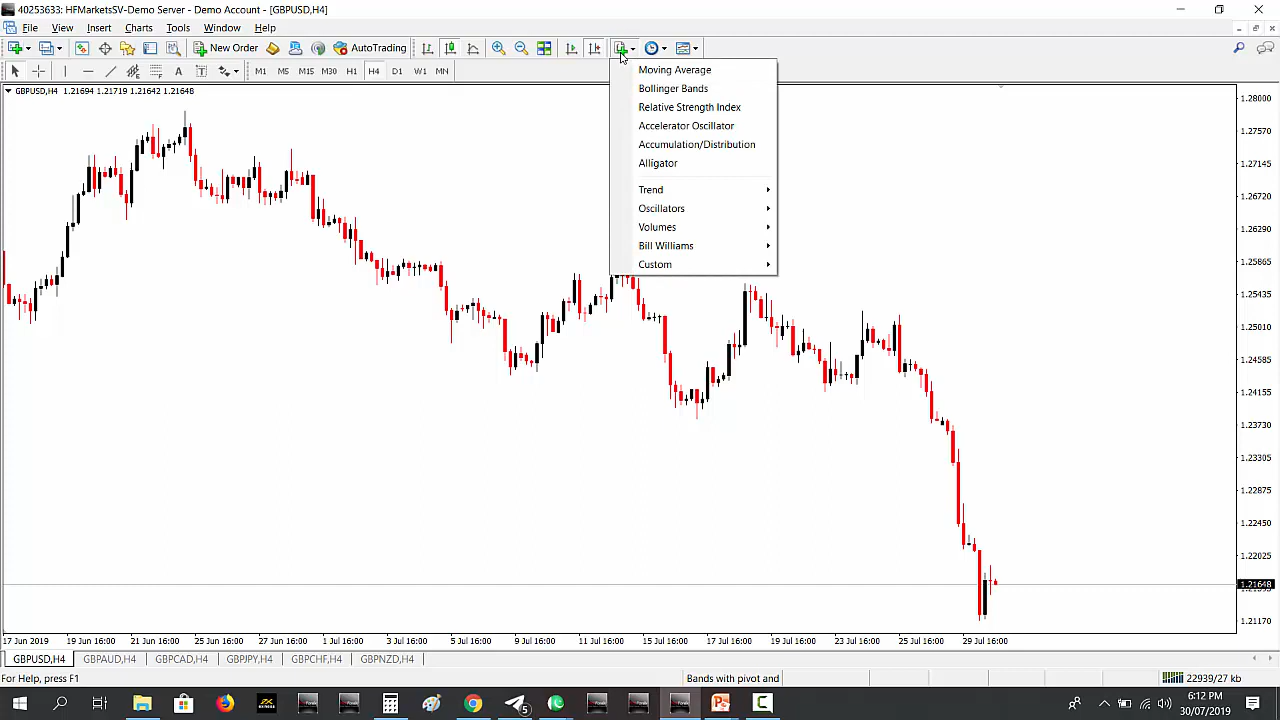 40253633: HFMarketsSV-Demo Server - Demo Account - [GBPUSD,H4]
File View Insert Charts Tools Window Help
New Order AutoTrading
A T M1 M5 M15 M30 H1 H4 D1 W1 MN
GBPUSD,H4 1.21694 1.21719 1.21642 1.21648
Moving Average
Bollinger Bands
Relative Strength Index
Accelerator Oscillator
Accumulation/Distribution
Alligator
Trend
Oscillators
Volumes
Bill Williams
Custom
1.28000
1.27570
1.27145
1.26720
1.26290
1.25865
1.25435
1.25010
1.24585
1.24155
1.23730
1.23305
1.22875
1.22450
1.22025
1.21648
1.21170
17 Jun 2019 19 Jun 16:00 21 Jun 16:00 25 Jun 16:00 27 Jun 16:00 1 Jul 16:00 3 Jul 16:00 5 Jul 16:00 9 Jul 16:00 11 Jul 16:00 15 Jul 16:00 17 Jul 16:00 19 Jul 16:00 23 Jul 16:00 25 Jul 16:00 29 Jul 16:00
GBPUSD,H4 GBPAUD,H4 GBPCAD,H4 GBPJPY,H4 GBPCHF,H4 GBPNZD,H4
For Help, press F1 Bands with pivot and 22939/27 kb
5
6:12 PM
30/07/2019